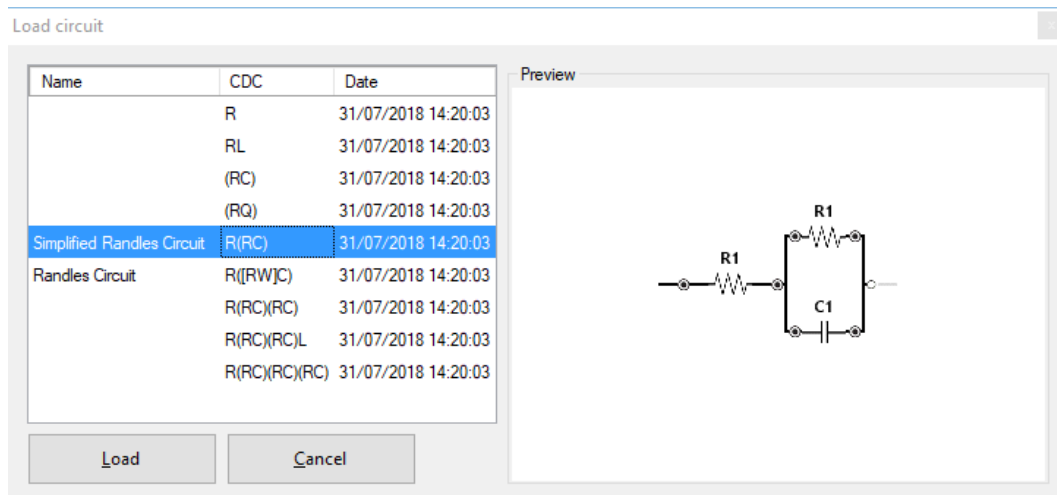 Load circuit
Name CDC Date
R 31/07/2018 14:20:03
RL 31/07/2018 14:20:03
(RC) 31/07/2018 14:20:03
(RQ) 31/07/2018 14:20:03
Simplified Randles Circuit R(RC) 31/07/2018 14:20:03
Randles Circuit R([RW]C) 31/07/2018 14:20:03
R(RC)(RC) 31/07/2018 14:20:03
R(RC)(RC)L 31/07/2018 14:20:03
R(RC)(RC)(RC) 31/07/2018 14:20:03
Load Cancel
Preview
R1
R1
C1